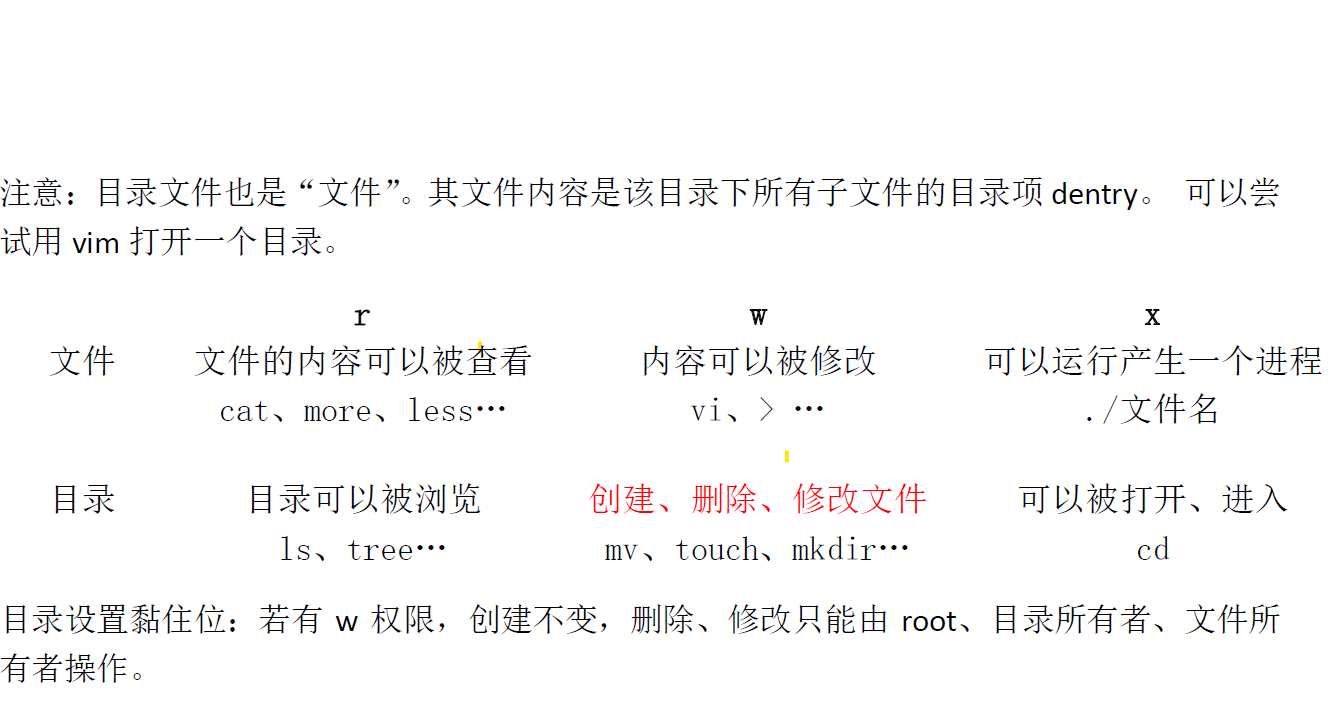 注意：目录文件也是“文件”。其文件内容是该目录下所有子文件的目录项 dentry。 可以尝
试用 vim 打开一个目录。
r w x
文件 文件的内容可以被查看 内容可以被修改 可以运行产生一个进程
cat、more、less… vi、> … ./文件名
目录 目录可以被浏览 创建、删除、修改文件 可以被打开、进入
ls、tree… mv、touch、mkdir… cd
目录设置黏住位：若有 w 权限，创建不变，删除、修改只能由 root、目录所有者、文件所
有者操作。